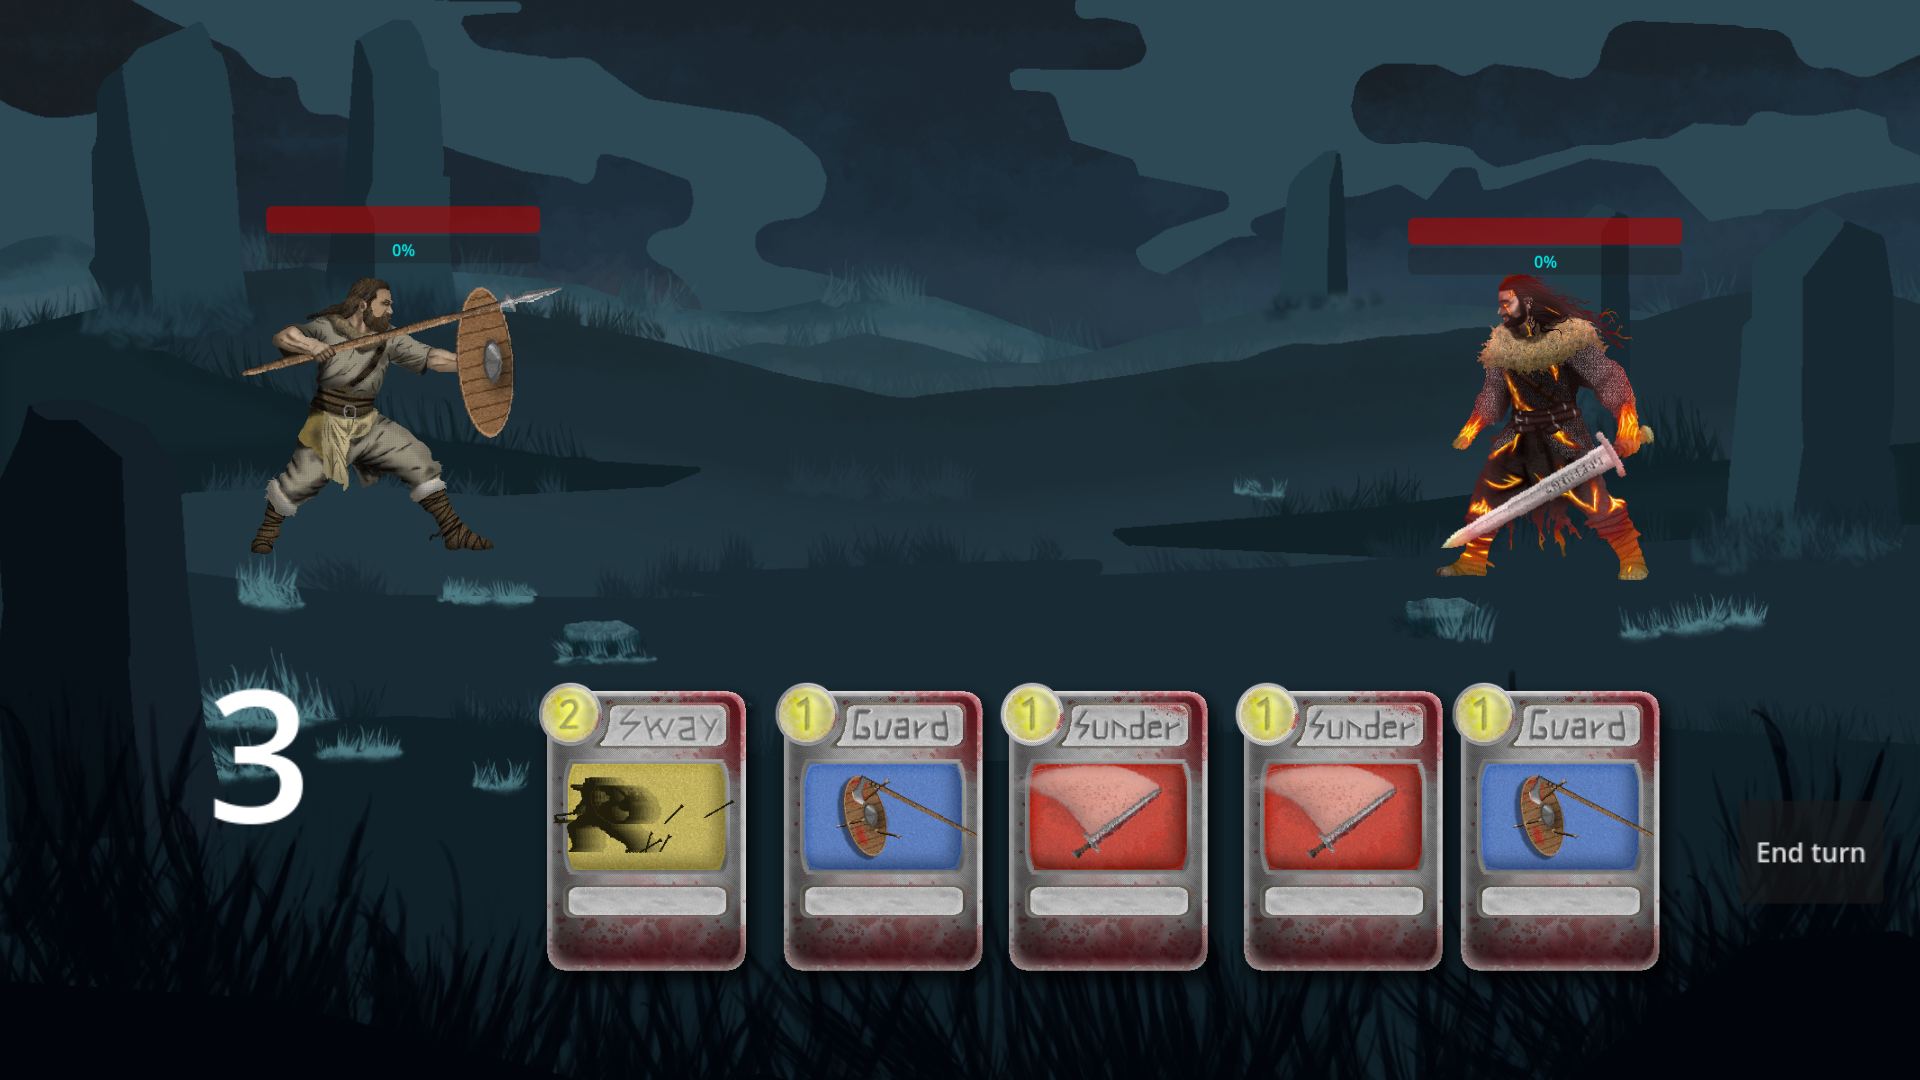 0%
0%
3
2 Sway
1 Guard
1 Sunder
1 Sunder
1 Guard
End turn